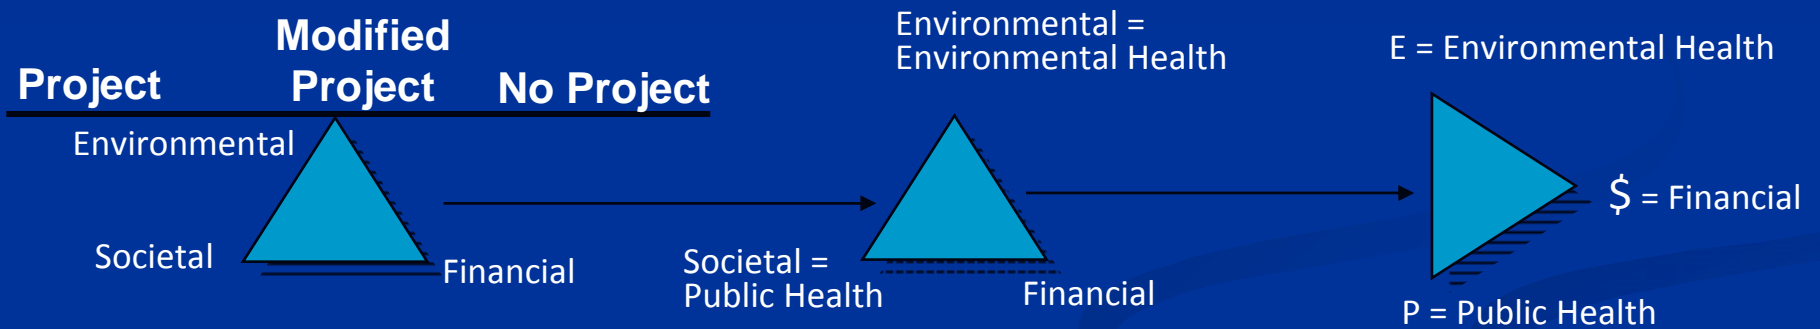 Project
Modified
Project
No Project
Environmental
Societal
Financial
Environmental =
Environmental Health
Societal =
Public Health
Financial
E = Environmental Health
$ = Financial
P = Public Health